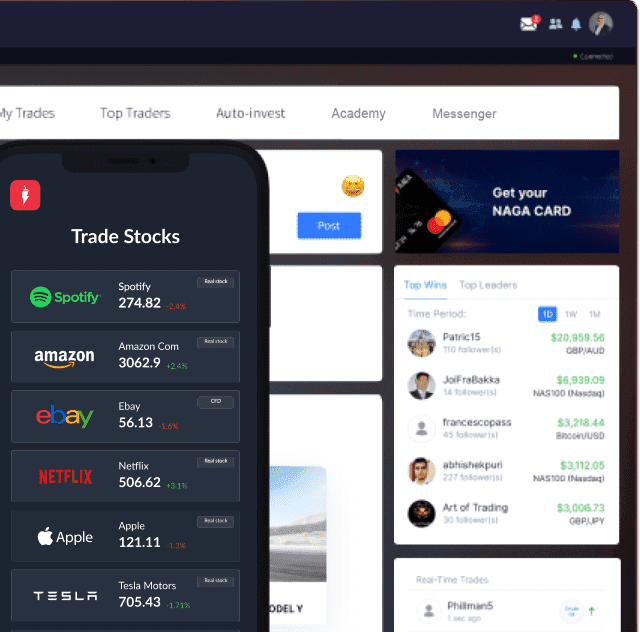 2
Connected
My Trades
Top Traders
Auto-invest
Academy
Messenger
Post
NAGA
Get your
NAGA CARD
Top Wins
Top Leaders
Time Period:
1D
1W
1M
Patric15
$20,959.56
110 follower(s)
GBP/AUD
JoiFraBakka
$6,939.09
14 follower(s)
NAS100 (Nasdaq)
francescopass
$3,218.44
45 follower(s)
Bitcoin/USD
abhishekpuri
$3,112.05
227 follower(s)
NAS100 (Nasdaq)
Art of Trading
$3,006.73
30 follower(s)
GBP/JPY
Real-Time Trades
Phillman5
1 sec ago
Trade Stocks
Spotify
Spotify
Real stock
274.82 -2.4%
amazon
Amazon Com
Real stock
3062.9 +2.4%
ebay
Ebay
CFD
56.13 -1.6%
NETFLIX
Netflix
Real stock
506.62 +3.1%
Apple
Apple
Real stock
121.11 -1.3%
TESLA
Tesla Motors
Real stock
705.43 -1.71%
MODEL Y